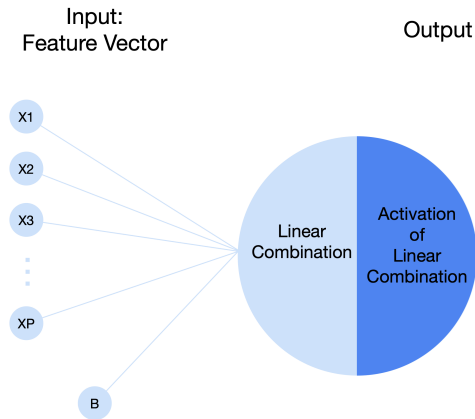 Input:
Feature Vector
Output
X1
X2
X3
XP
B
Linear
Combination
Activation
of
Linear
Combination